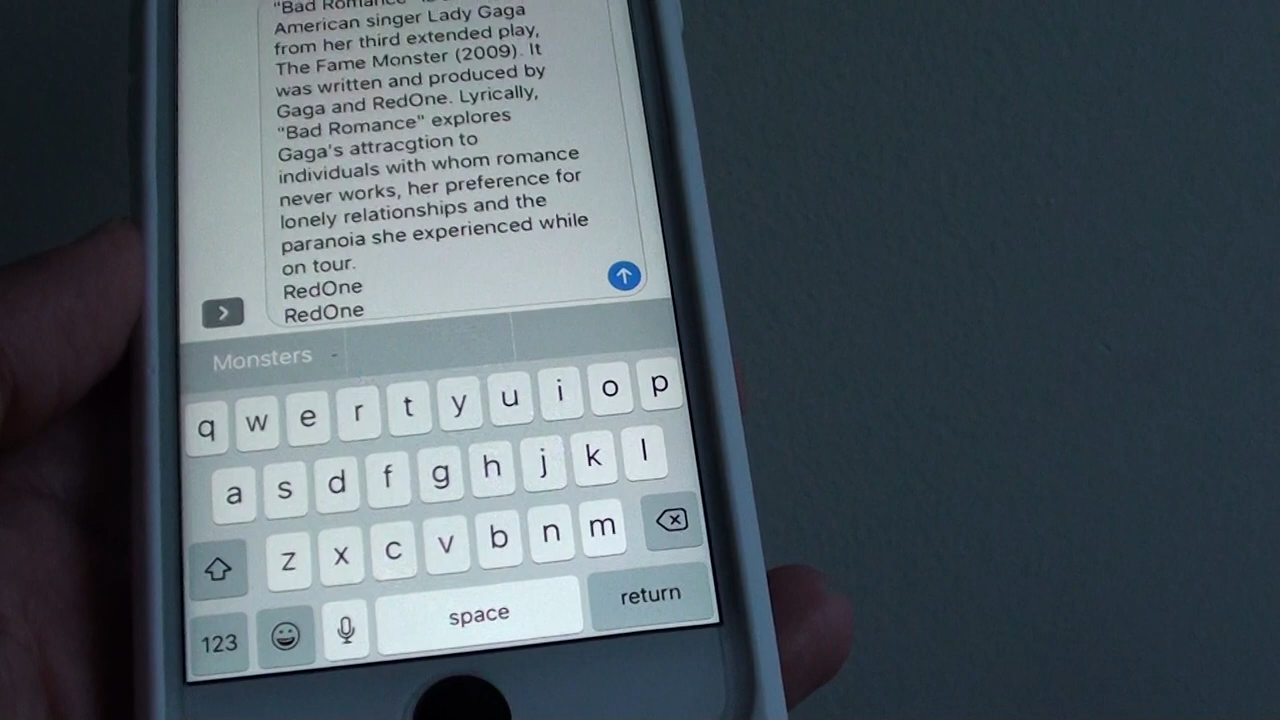 "Bad Romance"
American singer Lady Gaga
from her third extended play,
The Fame Monster (2009). It
was written and produced by
Gaga and RedOne. Lyrically,
"Bad Romance" explores
Gaga's attracgtion to
individuals with whom romance
never works, her preference for
lonely relationships and the
paranoia she experienced while
on tour.
RedOne
RedOne
Monsters
q w e r t y u i o p
a s d f g h j k l
z x c v b n m
123 space return